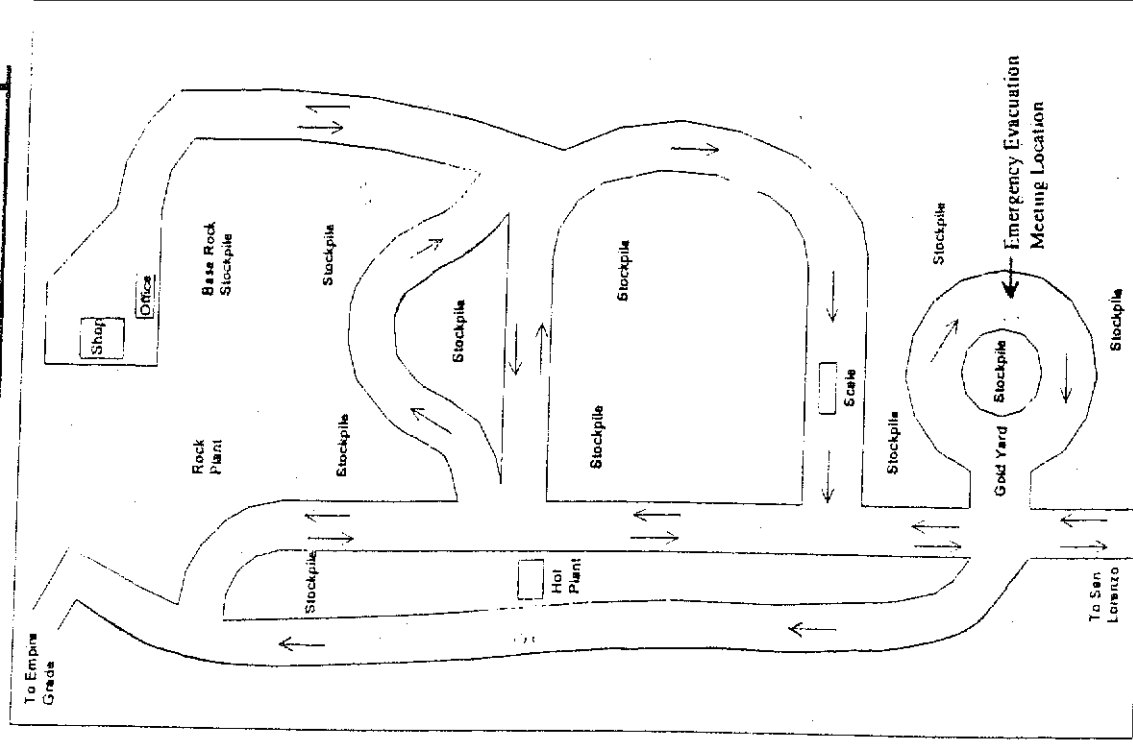 To Empire
Grade
Shop
Office
Base Rock
Stockpile
Stockpile
Rock
Plant
Stockpile
Stockpile
Stockpile
Stockpile
Stockpile
Hot
Plant
Scale
Stockpile
Stockpile
Emergency Evacuation
Meeting Location
Stockpile
Gold Yard
Stockpile
To San
Lorenzo